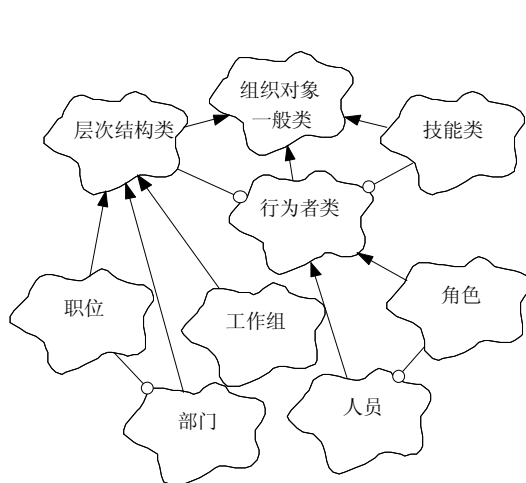 组织对象
一般类
层次结构类
技能类
行为者类
职位
工作组
角色
部门
人员